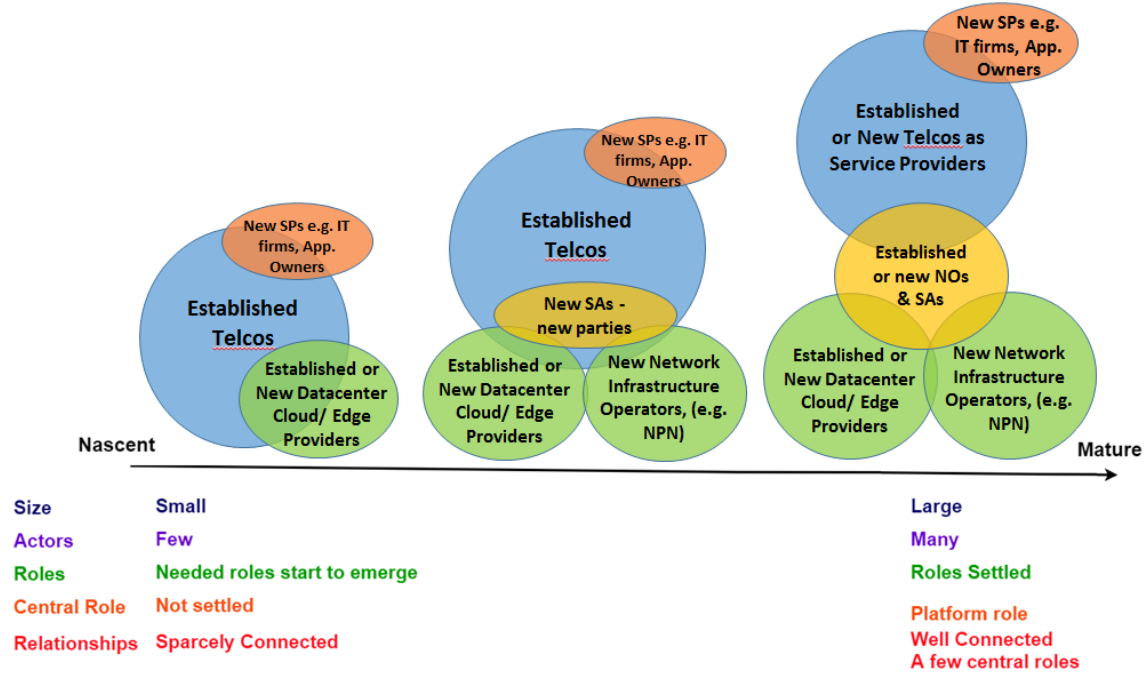 New SPs e.g. IT
firms, App.
Owners
Established
Telcos
Established or
New Datacenter
Cloud/ Edge
Providers
New SPs e.g. IT
firms, App.
Owners
Established
Telcos
New SAs -
new parties
Established or
New Datacenter
Cloud/ Edge
Providers
New Network
Infrastructure
Operators, (e.g.
NPN)
New SPs e.g.
IT firms, App.
Owners
Established
or New Telcos as
Service Providers
Established
or new NOs
& SAs
Established or
New Datacenter
Cloud/ Edge
Providers
New Network
Infrastructure
Operators, (e.g.
NPN)
Nascent
Mature
Size Small Large
Actors Few Many
Roles Needed roles start to emerge Roles Settled
Central Role Not settled Platform role
Relationships Sparcely Connected Well Connected
A few central roles